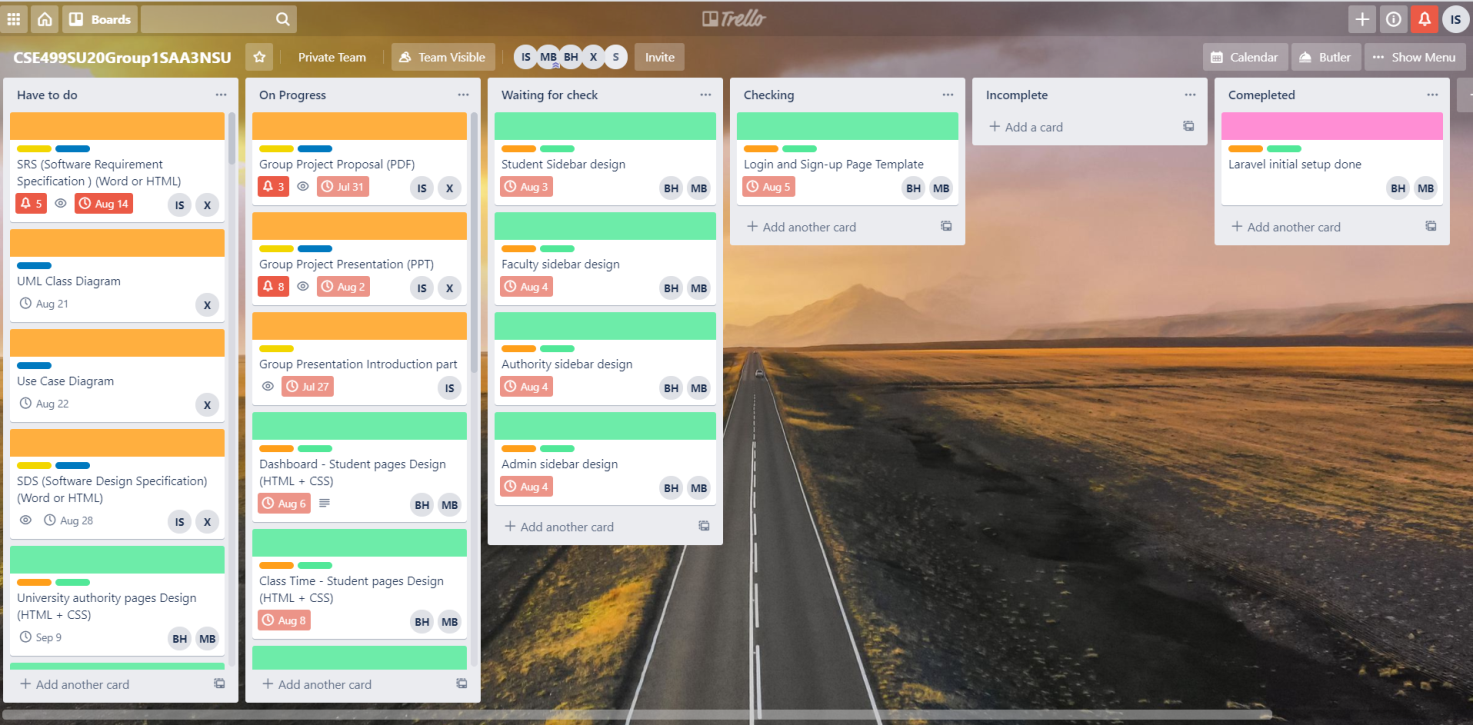 Boards
Trello
IS
CSE499SU20Group1SAA3NSU
Private Team
Team Visible
IS MB BH X S
Invite
Calendar
Butler
Show Menu
Have to do
SRS (Software Requirement
Specification ) (Word or HTML)
5
Aug 14
IS X
UML Class Diagram
Aug 21
X
Use Case Diagram
Aug 22
X
SDS (Software Design Specification)
(Word or HTML)
Aug 28
IS X
University authority pages Design
(HTML + CSS)
Sep 9
BH MB
Add another card
On Progress
Group Project Proposal (PDF)
3
Jul 31
IS X
Group Project Presentation (PPT)
8
Aug 2
IS X
Group Presentation Introduction part
Jul 27
IS
Dashboard - Student pages Design
(HTML + CSS)
Aug 6
BH MB
Class Time - Student pages Design
(HTML + CSS)
Aug 8
BH MB
Add another card
Waiting for check
Student Sidebar design
Aug 3
BH MB
Faculty sidebar design
Aug 4
BH MB
Authority sidebar design
Aug 4
BH MB
Admin sidebar design
Aug 4
BH MB
Add another card
Checking
Login and Sign-up Page Template
Aug 5
BH MB
Add another card
Incomplete
Add a card
Comepleted
Laravel initial setup done
BH MB
Add another card